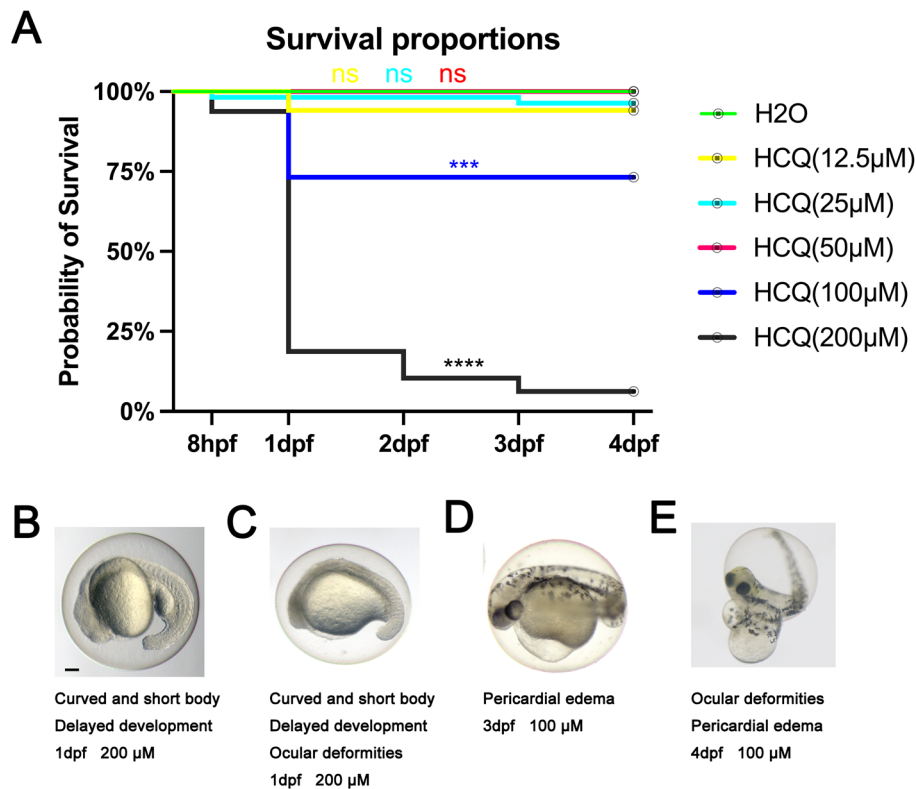 A
Survival proportions
ns ns ns
100%
75%
50%
25%
0%
Probability of Survival
***
****
8hpf 1dpf 2dpf 3dpf 4dpf
H2O
HCQ(12.5μM)
HCQ(25μM)
HCQ(50μM)
HCQ(100μM)
HCQ(200μM)
B
Curved and short body
Delayed development
1dpf 200 μM
C
Curved and short body
Delayed development
Ocular deformities
1dpf 200 μM
D
Pericardial edema
3dpf 100 μM
E
Ocular deformities
Pericardial edema
4dpf 100 μM